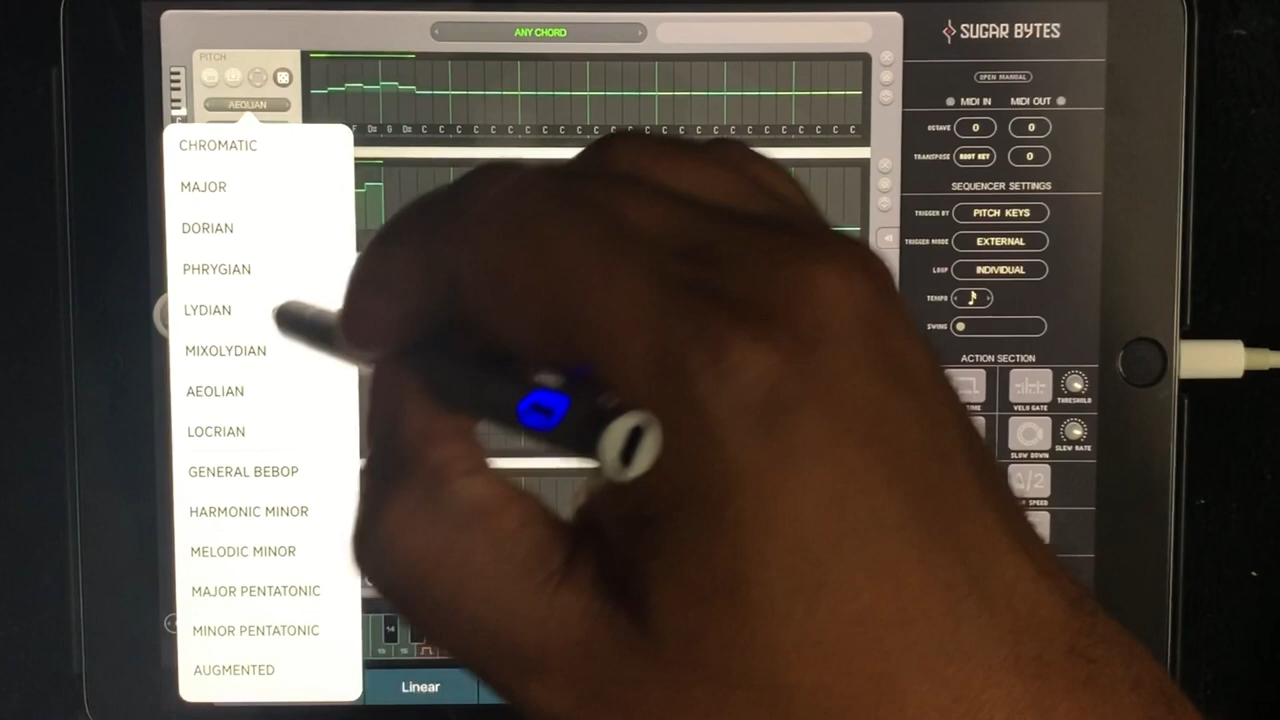 ANY CHORD
SUGAR BYTES
PITCH
OPEN MANUAL
AEOLIAN
MIDI IN MIDI OUT
OCTAVE 0 0
D# G D# C C C C C C C C C C C C C C C C C C C C C C C C C C
TRANSPOSE ROOT KEY 0
CHROMATIC
MAJOR
DORIAN
PHRYGIAN
LYDIAN
MIXOLYDIAN
AEOLIAN
LOCRIAN
GENERAL BEBOP
HARMONIC MINOR
MELODIC MINOR
MAJOR PENTATONIC
MINOR PENTATONIC
AUGMENTED
SEQUENCER SETTINGS
TRIGGER BY PITCH KEYS
TRIGGER MODE EXTERNAL
LOOP INDIVIDUAL
TEMPO
SWING
ACTION SECTION
VELO GATE THRESHOLD
SLOW DOWN SLEW RATE
/2
SPEED
14
Linear